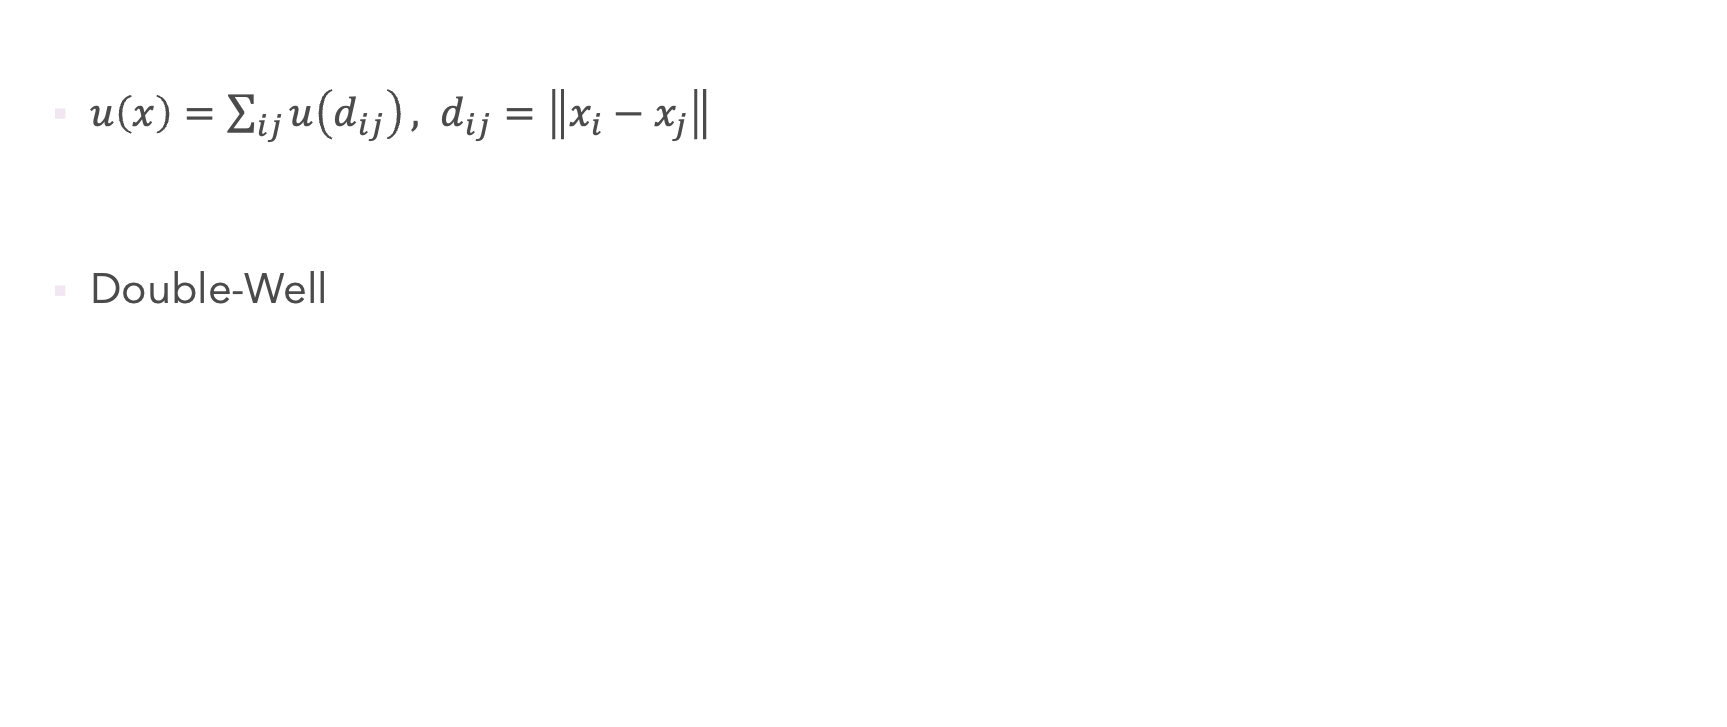 ▪ u(x) = ∑ᵢⱼ u(dᵢⱼ), dᵢⱼ = ‖xᵢ − xⱼ‖
▪ Double-Well